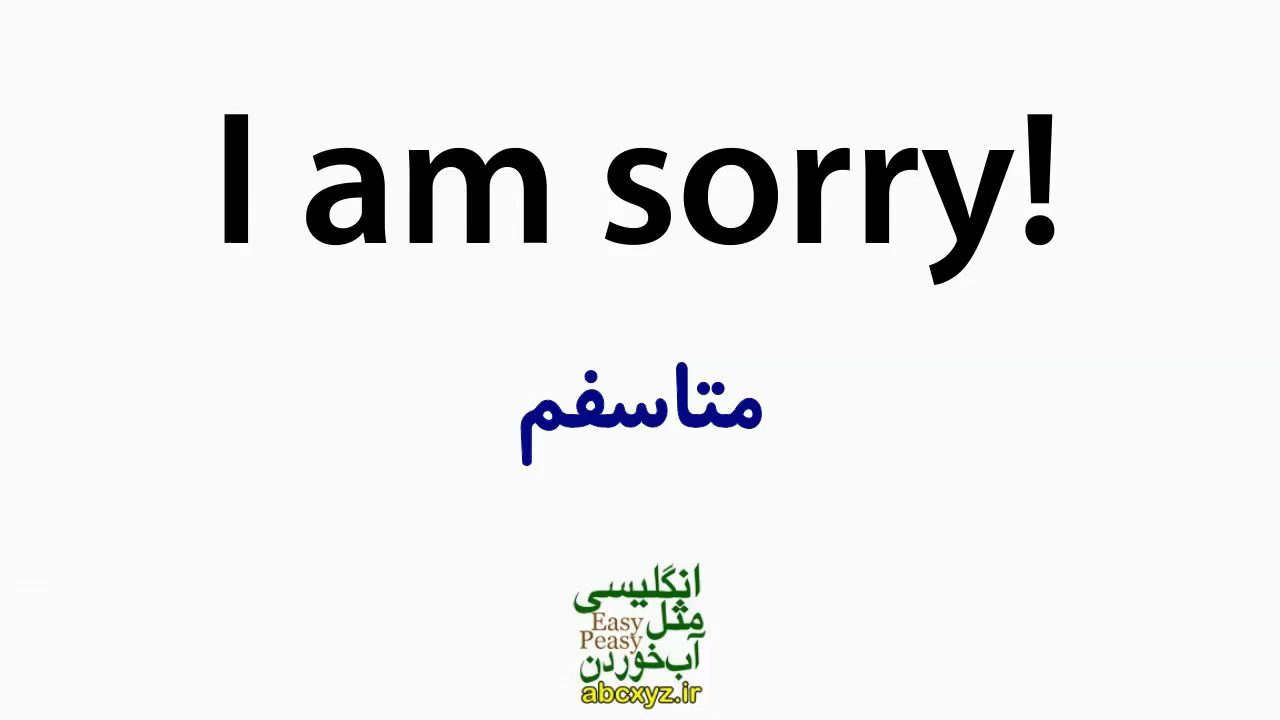 I am sorry!
متاسفم
انگلیسی
مثل Easy
Peasy
آب‌خوردن
abcxyz.ir